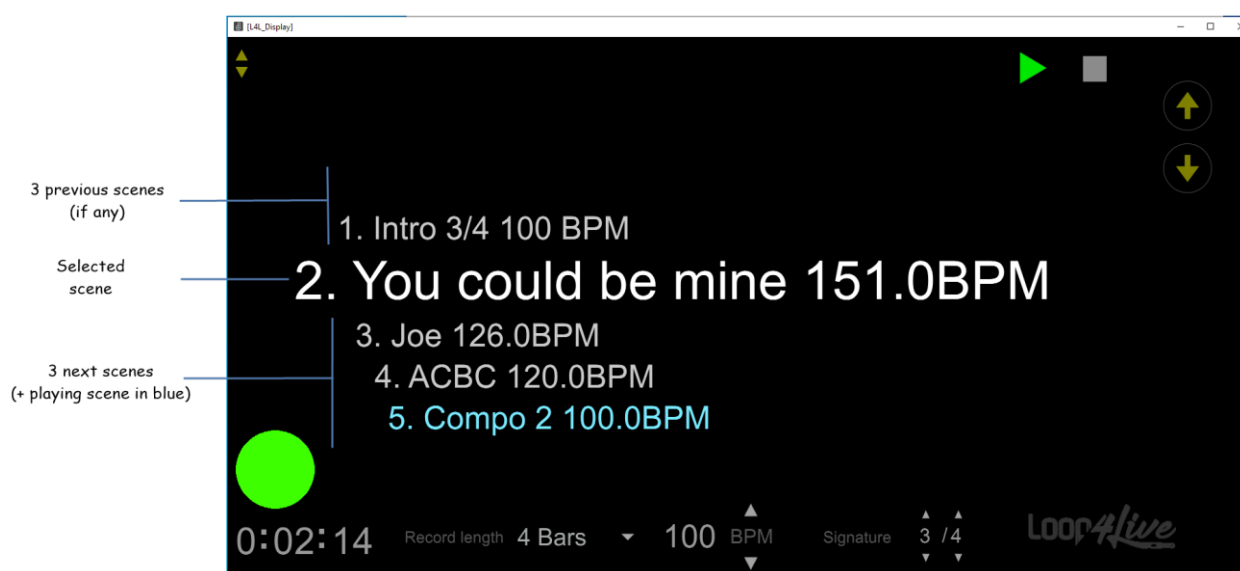 [L4L_Display]
3 previous scenes
(if any)
1. Intro 3/4 100 BPM
Selected
scene
2. You could be mine 151.0BPM
3. Joe 126.0BPM
3 next scenes
(+ playing scene in blue)
4. ACBC 120.0BPM
5. Compo 2 100.0BPM
0:02:14 Record length 4 Bars 100 BPM Signature 3 / 4 Loop4Live